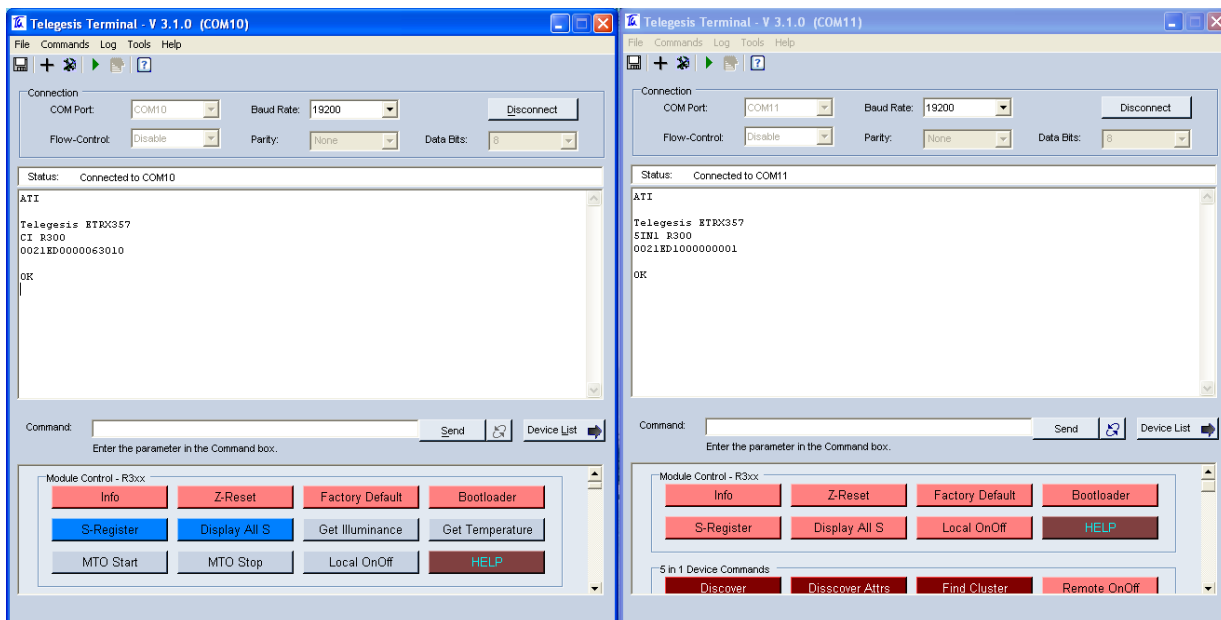 Telegesis Terminal - V 3.1.0 (COM10)
File Commands Log Tools Help
Connection
COM Port: COM10 Baud Rate: 19200 Disconnect
Flow-Control: Disable Parity: None Data Bits: 8
Status: Connected to COM10
ATI
Telegesis ETRX357
CI R300
0021ED0000063010
OK
Command: Send Device List
Enter the parameter in the Command box.
Module Control - R3xx
Info Z-Reset Factory Default Bootloader
S-Register Display All S Get Illuminance Get Temperature
MTO Start MTO Stop Local OnOff HELP
Telegesis Terminal - V 3.1.0 (COM11)
File Commands Log Tools Help
Connection
COM Port: COM11 Baud Rate: 19200 Disconnect
Flow-Control: Disable Parity: None Data Bits: 8
Status: Connected to COM11
ATI
Telegesis ETRX357
5IN1 R300
0021ED1000000001
OK
Command: Send Device List
Enter the parameter in the Command box.
Module Control - R3xx
Info Z-Reset Factory Default Bootloader
S-Register Display All S Local OnOff HELP
5 in 1 Device Commands
Discover Disscover Attrs Find Cluster Remote OnOff